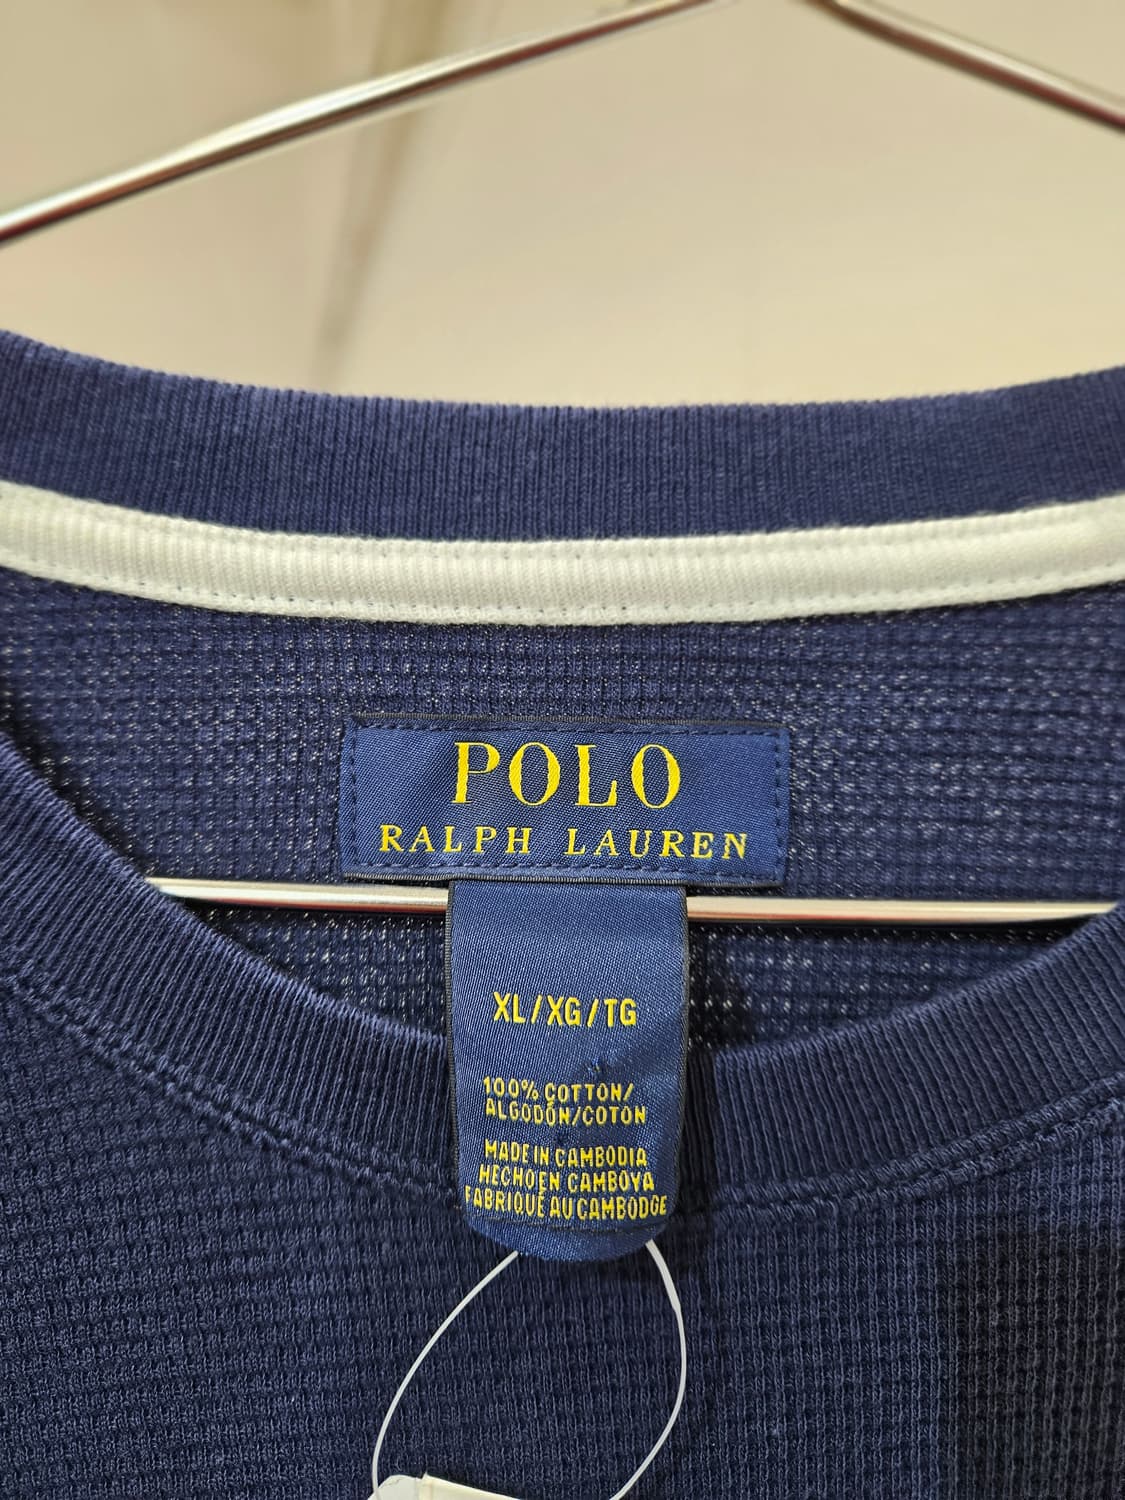 POLO
RALPH LAUREN
XL/XG/TG
100% COTTON/
ALGODÓN/COTON
MADE IN CAMBODIA
HECHO EN CAMBOYA
FABRIQUÉ AU CAMBODGE